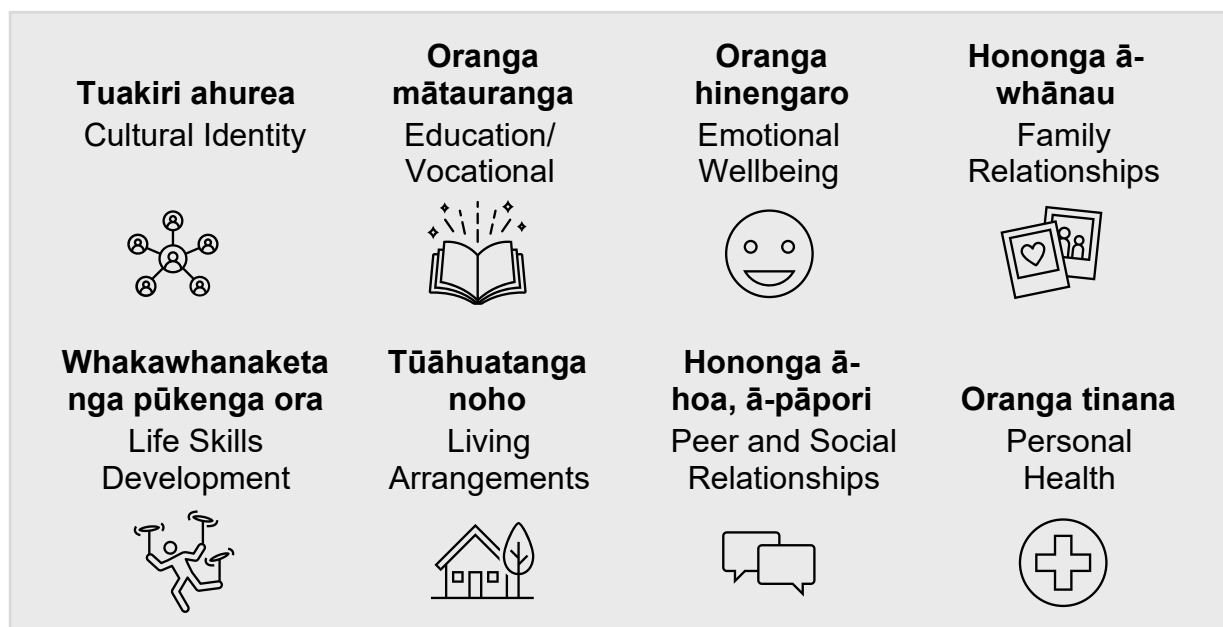 Tuakiri ahurea
Cultural Identity
Oranga
mātauranga
Education/
Vocational
Oranga
hinengaro
Emotional
Wellbeing
Hononga ā-
whānau
Family
Relationships
Whakawhanaketa
nga pūkenga ora
Life Skills
Development
Tūāhuatanga
noho
Living
Arrangements
Hononga ā-
hoa, ā-pāpori
Peer and Social
Relationships
Oranga tinana
Personal
Health